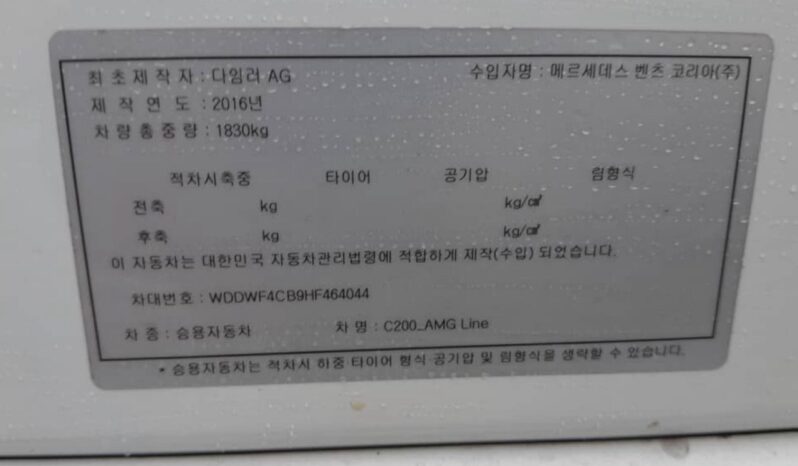 최초제작자 : 다임러 AG 수입자명 : 메르세데스 벤츠 코리아(주)
제작연도 : 2016년
차량총중량 : 1830kg
적차시축중 타이어 공기압 림형식
전축 kg kg/㎠
후축 kg kg/㎠
이 자동차는 대한민국 자동차관리법령에 적합하게 제작(수입) 되었습니다.
차대번호 : WDDWF4CB9HF464044
차종 : 승용자동차 차명 : C200_AMG Line
* 승용자동차는 적차시 하중 타이어 형식 공기압 및 림형식을 생략할 수 있습니다.